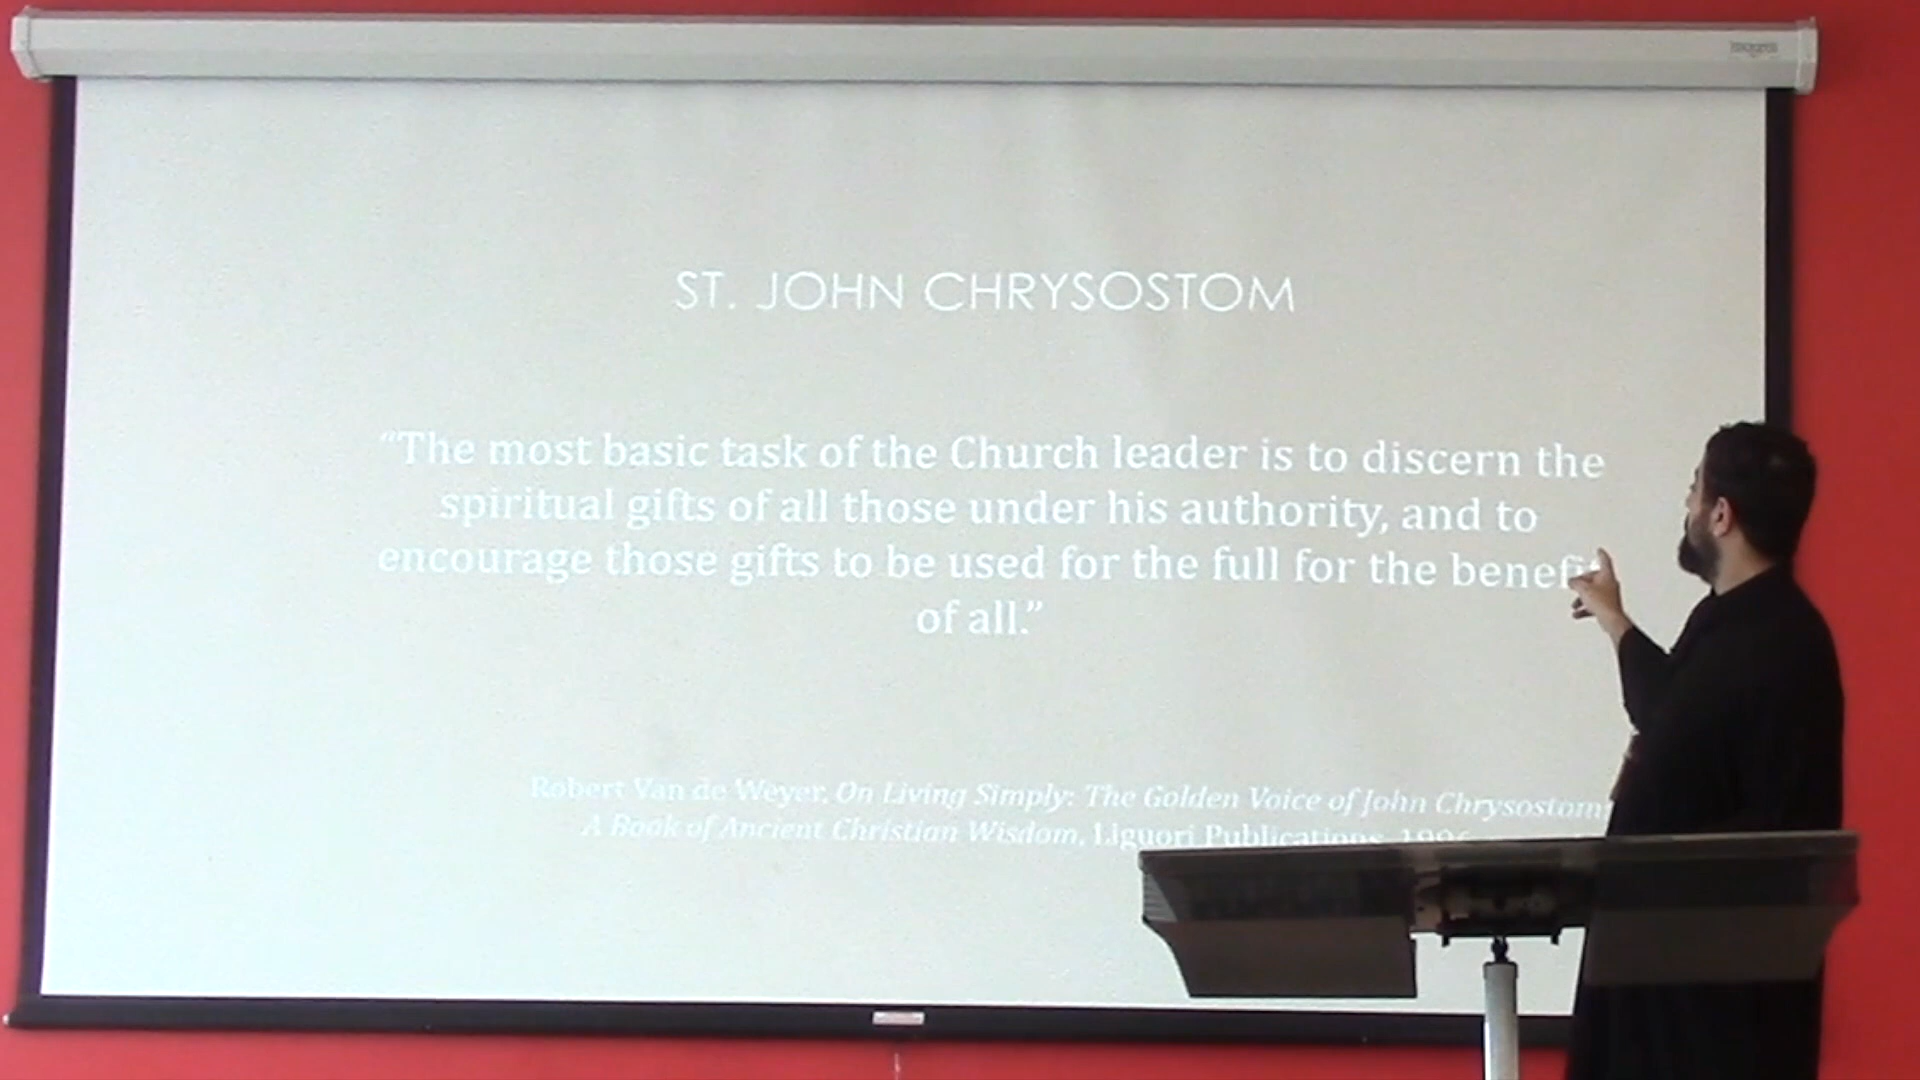 ST. JOHN CHRYSOSTOM
“The most basic task of the Church leader is to discern the
spiritual gifts of all those under his authority, and to
encourage those gifts to be used for the full for the benefit
of all.”
Robert Van de Weyer, On Living Simply: The Golden Voice of John Chrysostom:
A Book of Ancient Christian Wisdom, Liguori Publications, 1996